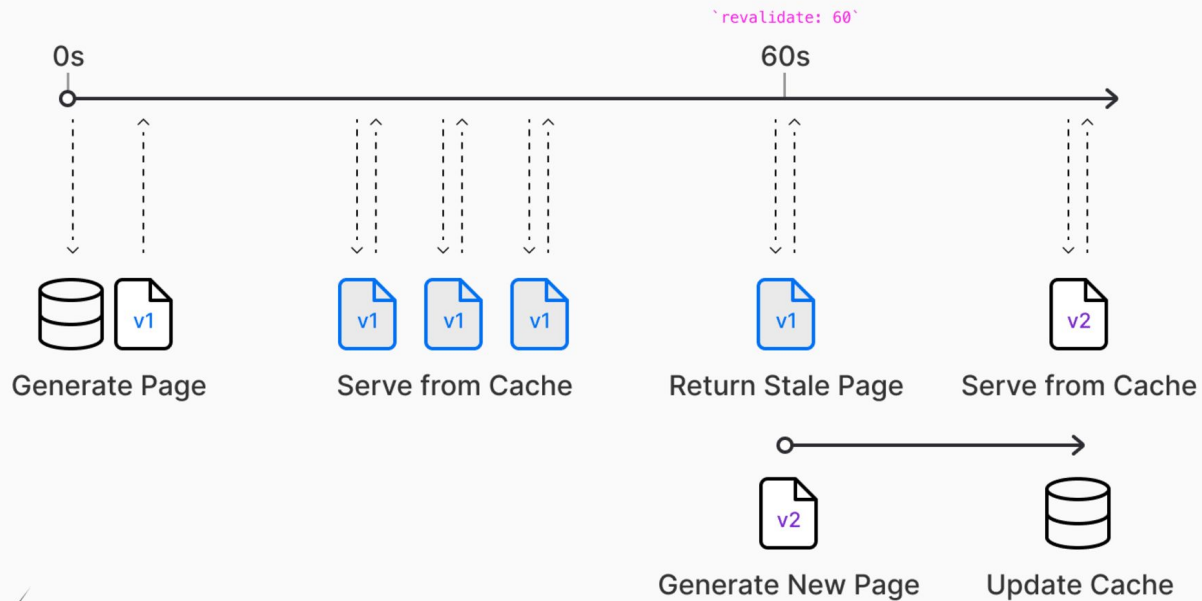 `revalidate: 60`
0s
60s
v1
v1
v1
v1
v1
v2
Generate Page
Serve from Cache
Return Stale Page
Serve from Cache
v2
Generate New Page
Update Cache